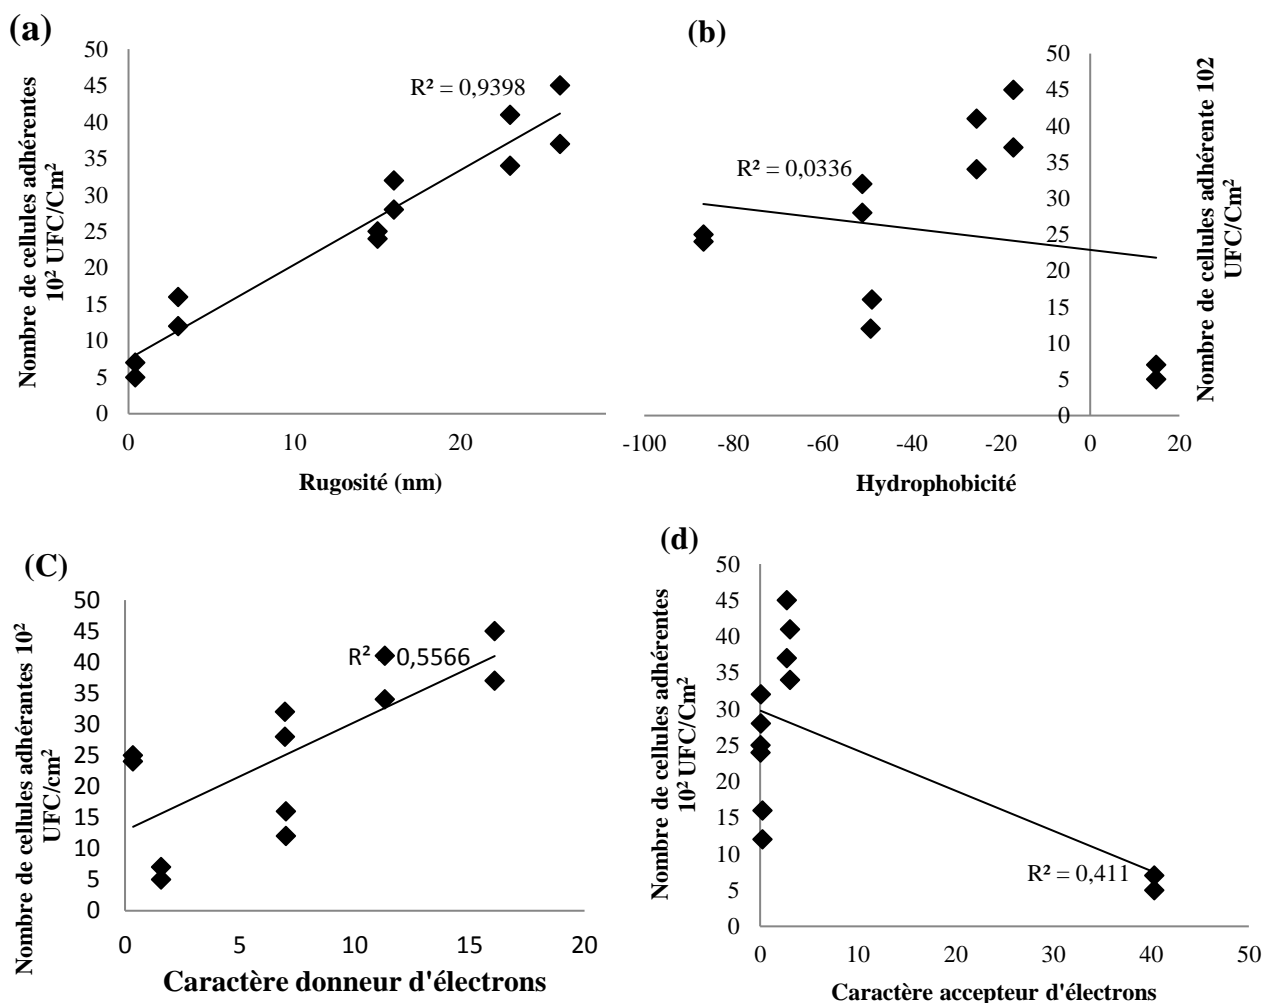 (a)
Nombre de cellules adhérentes
10² UFC/Cm²
50
45
40
35
30
25
20
15
10
5
0
R² = 0,9398
0 10 20
Rugosité (nm)
(b)
50
45
40
35
30
25
20
15
10
5
0
R² = 0,0336
Nombre de cellules adhérente 102
UFC/Cm²
-100 -80 -60 -40 -20 0 20
Hydrophobicité
(C)
Nombre de cellules adhérantes 10²
UFC/cm²
50
45
40
35
30
25
20
15
10
5
0
R² 0,5566
0 5 10 15 20
Caractère donneur d'électrons
(d)
Nombre de cellules adhérentes
10² UFC/Cm²
50
45
40
35
30
25
20
15
10
5
0
R² = 0,411
0 10 20 30 40 50
Caractère accepteur d'électrons